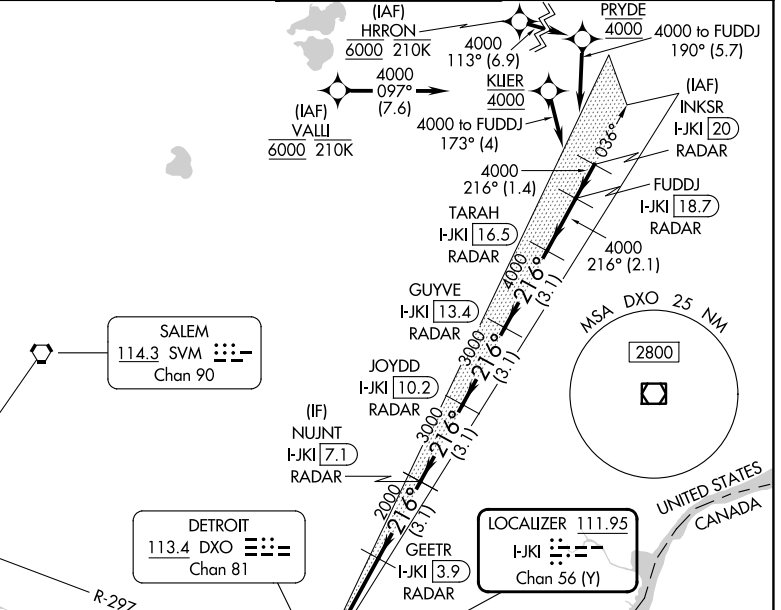 (IAF)
HRRON
6000 210K
4000
113° (6.9)
PRYDE
4000
4000 to FUDDJ
190° (5.7)
4000
097°
(7.6)
(IAF)
VALLI
6000 210K
KLIER
4000
4000 to FUDDJ
173° (4)
(IAF)
INKSR
I-JKI 20
RADAR
036°
4000
216° (1.4)
FUDDJ
I-JKI 18.7
RADAR
TARAH
I-JKI 16.5
RADAR
4000
216° (2.1)
4000
216°
(3.1)
GUYVE
I-JKI 13.4
RADAR
3000
216°
(3.1)
JOYDD
I-JKI 10.2
RADAR
3000
216°
(3.1)
(IF)
NUJNT
I-JKI 7.1
RADAR
2000
216°
(3.1)
GEETR
I-JKI 3.9
RADAR
MSA DXO 25 NM
2800
SALEM
114.3 SVM
Chan 90
DETROIT
113.4 DXO
Chan 81
LOCALIZER 111.95
I-JKI
Chan 56 (Y)
UNITED STATES
CANADA
R-297